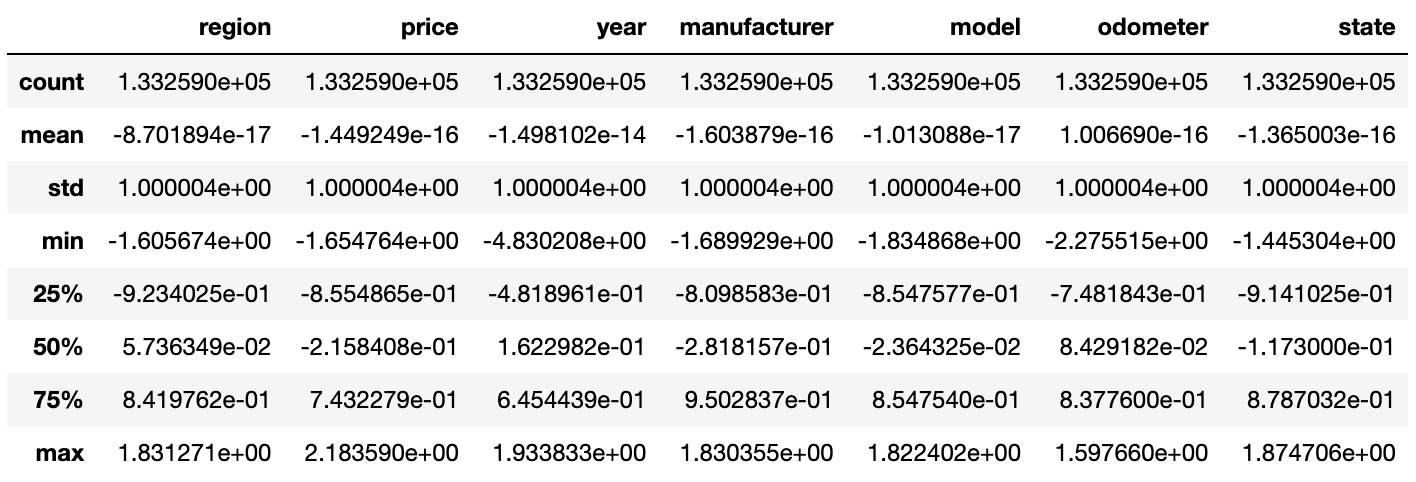 region price year manufacturer model odometer state
count 1.332590e+05 1.332590e+05 1.332590e+05 1.332590e+05 1.332590e+05 1.332590e+05 1.332590e+05
mean -8.701894e-17 -1.449249e-16 -1.498102e-14 -1.603879e-16 -1.013088e-17 1.006690e-16 -1.365003e-16
std 1.000004e+00 1.000004e+00 1.000004e+00 1.000004e+00 1.000004e+00 1.000004e+00 1.000004e+00
min -1.605674e+00 -1.654764e+00 -4.830208e+00 -1.689929e+00 -1.834868e+00 -2.275515e+00 -1.445304e+00
25% -9.234025e-01 -8.554865e-01 -4.818961e-01 -8.098583e-01 -8.547577e-01 -7.481843e-01 -9.141025e-01
50% 5.736349e-02 -2.158408e-01 1.622982e-01 -2.818157e-01 -2.364325e-02 8.429182e-02 -1.173000e-01
75% 8.419762e-01 7.432279e-01 6.454439e-01 9.502837e-01 8.547540e-01 8.377600e-01 8.787032e-01
max 1.831271e+00 2.183590e+00 1.933833e+00 1.830355e+00 1.822402e+00 1.597660e+00 1.874706e+00